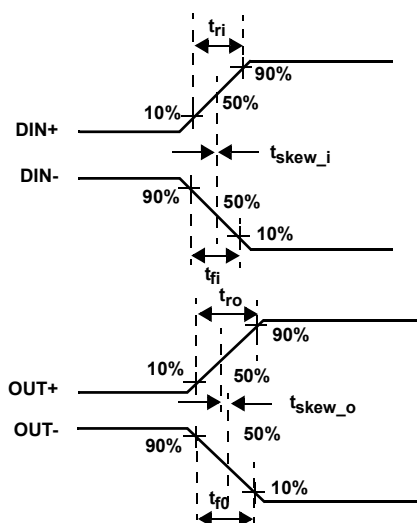 tri
90%
10%
50%
DIN+
tskew_i
DIN-
50%
90%
10%
tfi
tro
90%
10%
50%
OUT+
tskew_o
OUT-
50%
90%
10%
tf0